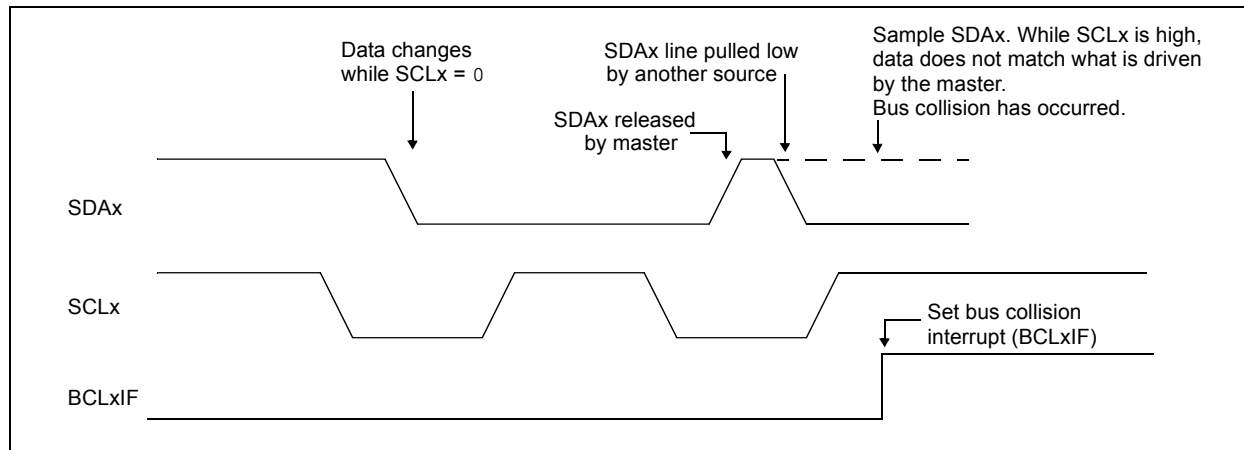 Data changes
while SCLx = 0
SDAx line pulled low
by another source
Sample SDAx. While SCLx is high,
data does not match what is driven
by the master.
Bus collision has occurred.
SDAx released
by master
SDAx
SCLx
Set bus collision
interrupt (BCLxIF)
BCLxIF